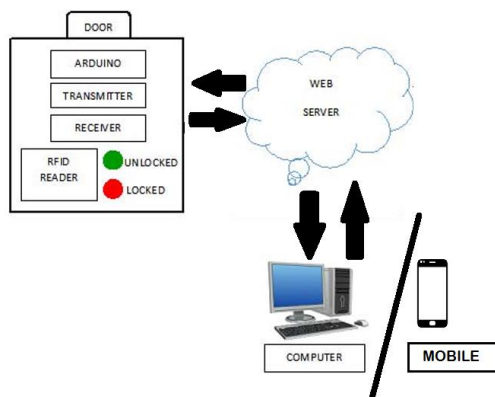 DOOR
ARDUINO
TRANSMITTER
RECEIVER
RFID
READER
UNLOCKED
LOCKED
WEB
SERVER
COMPUTER
MOBILE